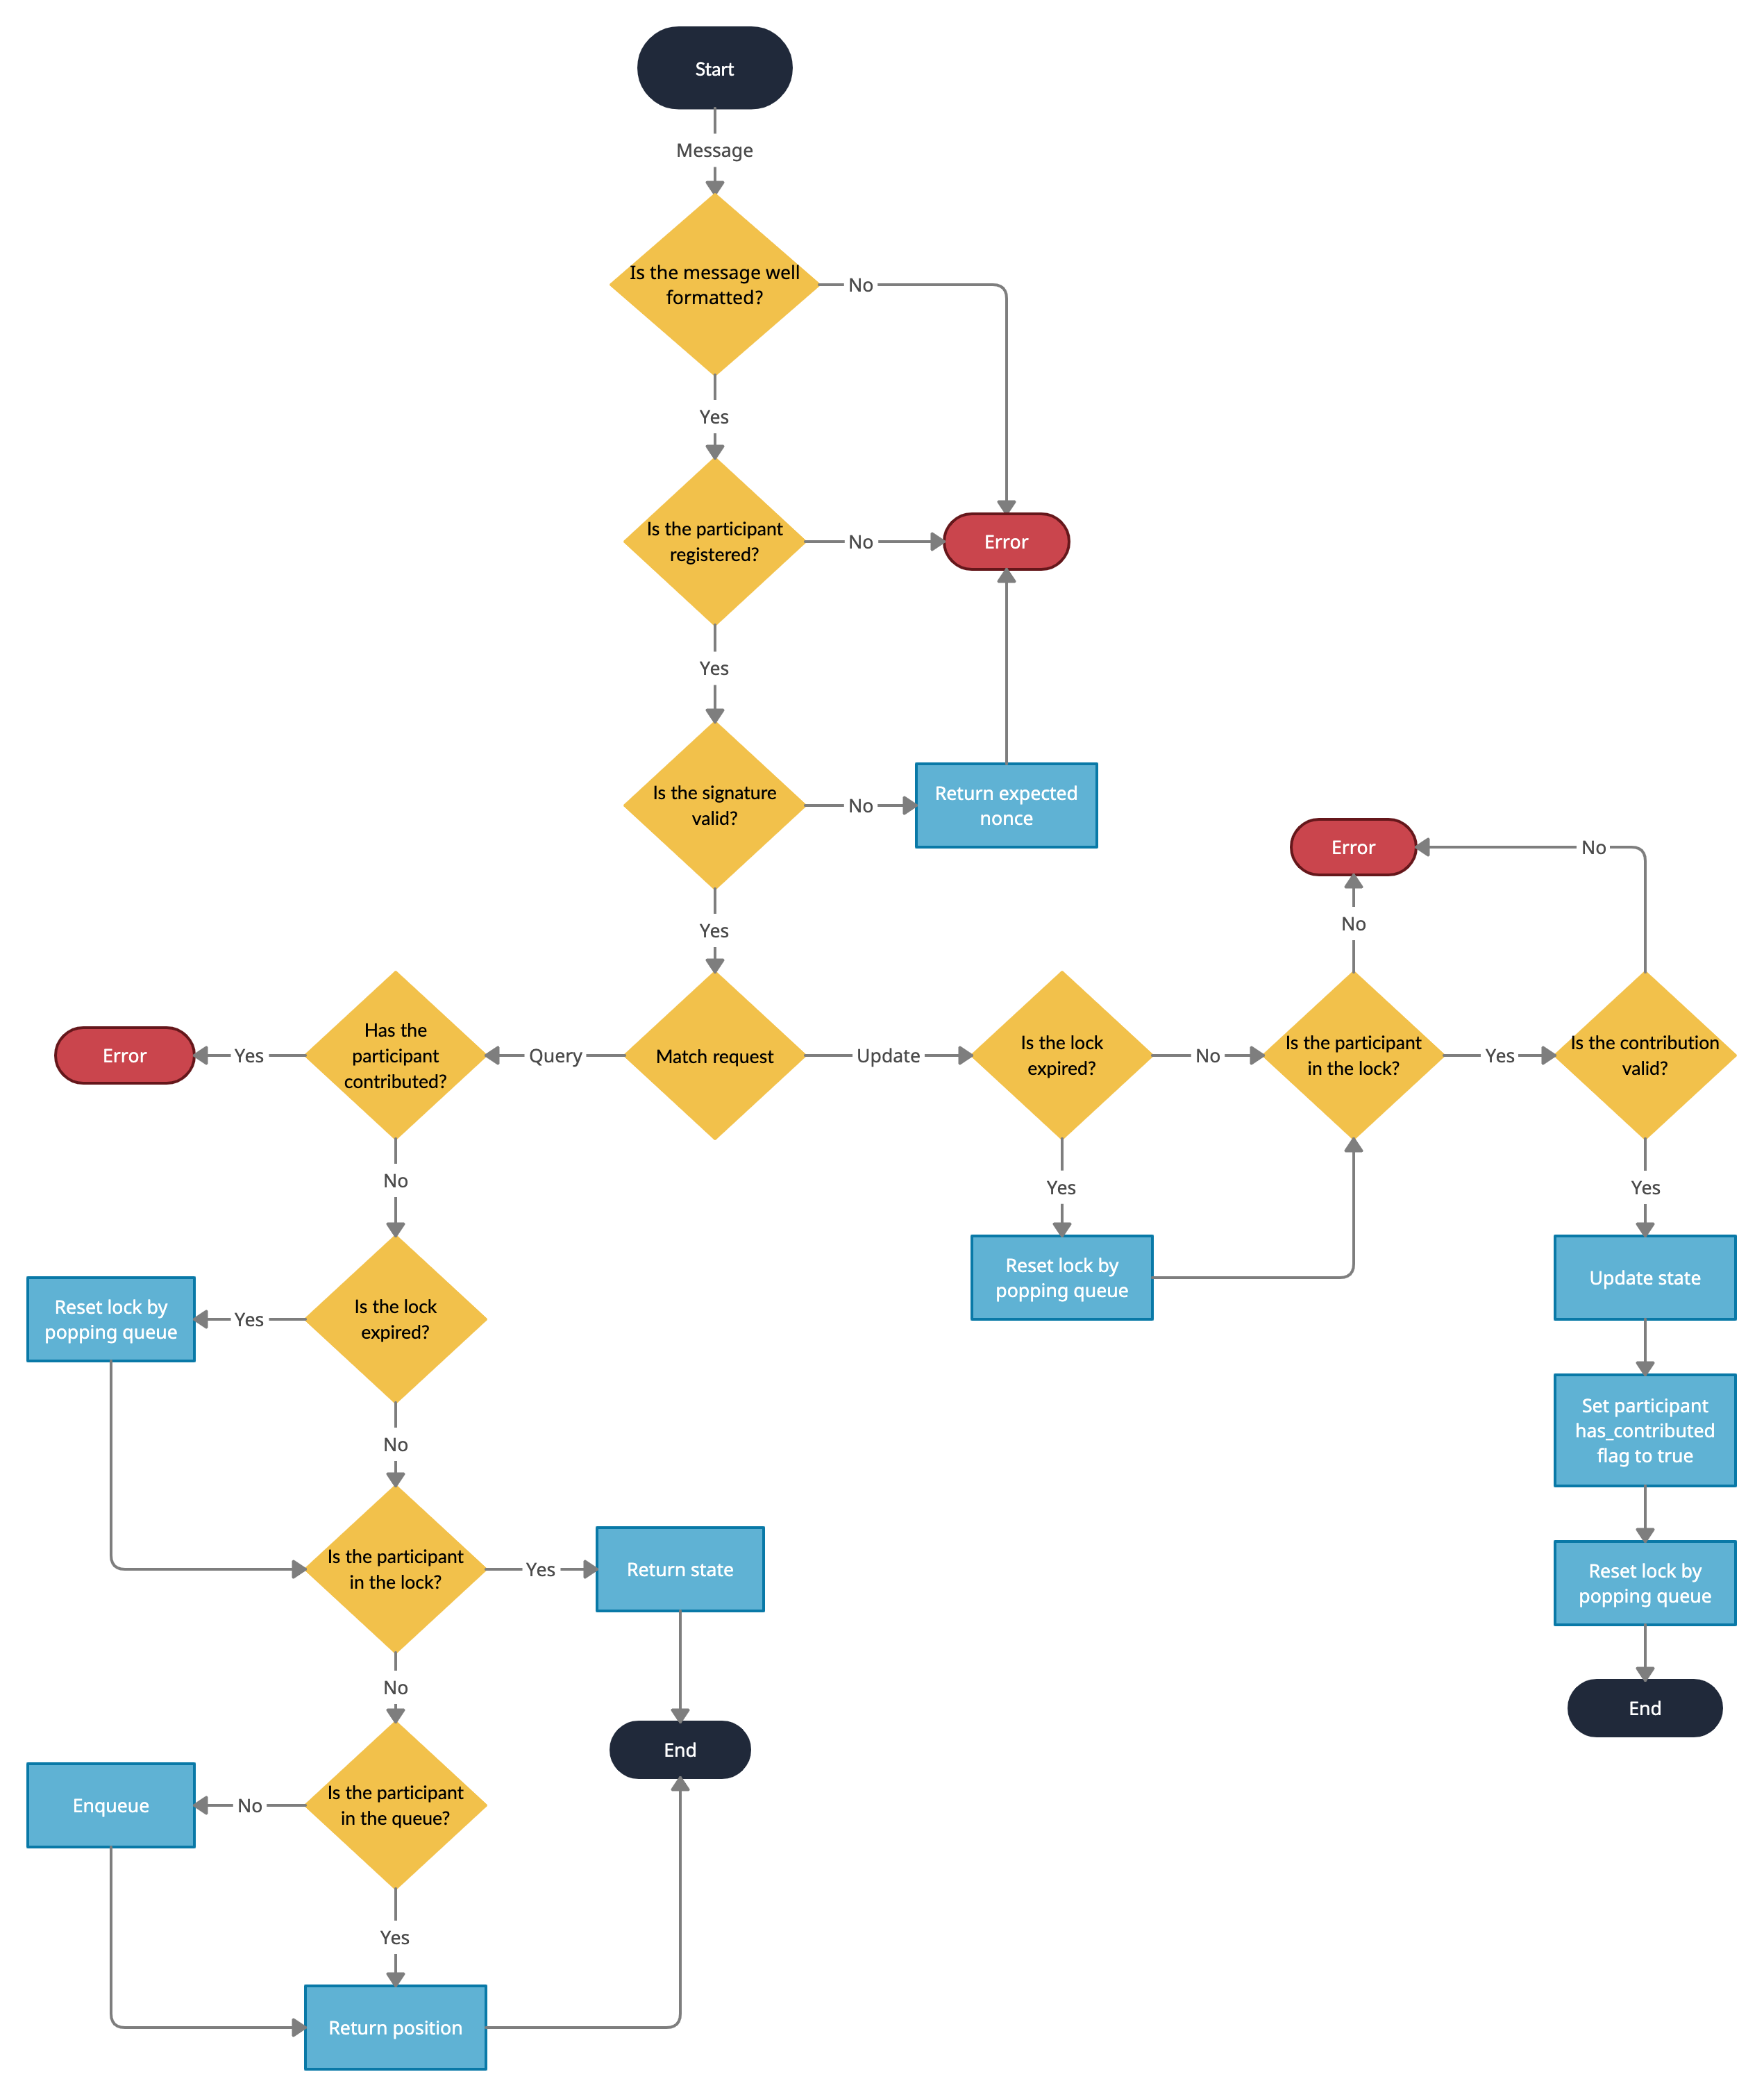 Start
Message
Is the message well
formatted?
No
Yes
Is the participant
registered?
No
Error
Yes
Is the signature
valid?
No
Return expected
nonce
Yes
Error
No
No
Error
Yes
Has the
participant
contributed?
Query
Match request
Update
Is the lock
expired?
No
Is the participant
in the lock?
Yes
Is the contribution
valid?
No
Yes
Yes
Reset lock by
popping queue
Yes
Is the lock
expired?
Reset lock by
popping queue
Update state
No
Set participant
has_contributed
flag to true
Is the participant
in the lock?
Yes
Return state
Reset lock by
popping queue
No
End
End
Enqueue
No
Is the participant
in the queue?
Yes
Return position